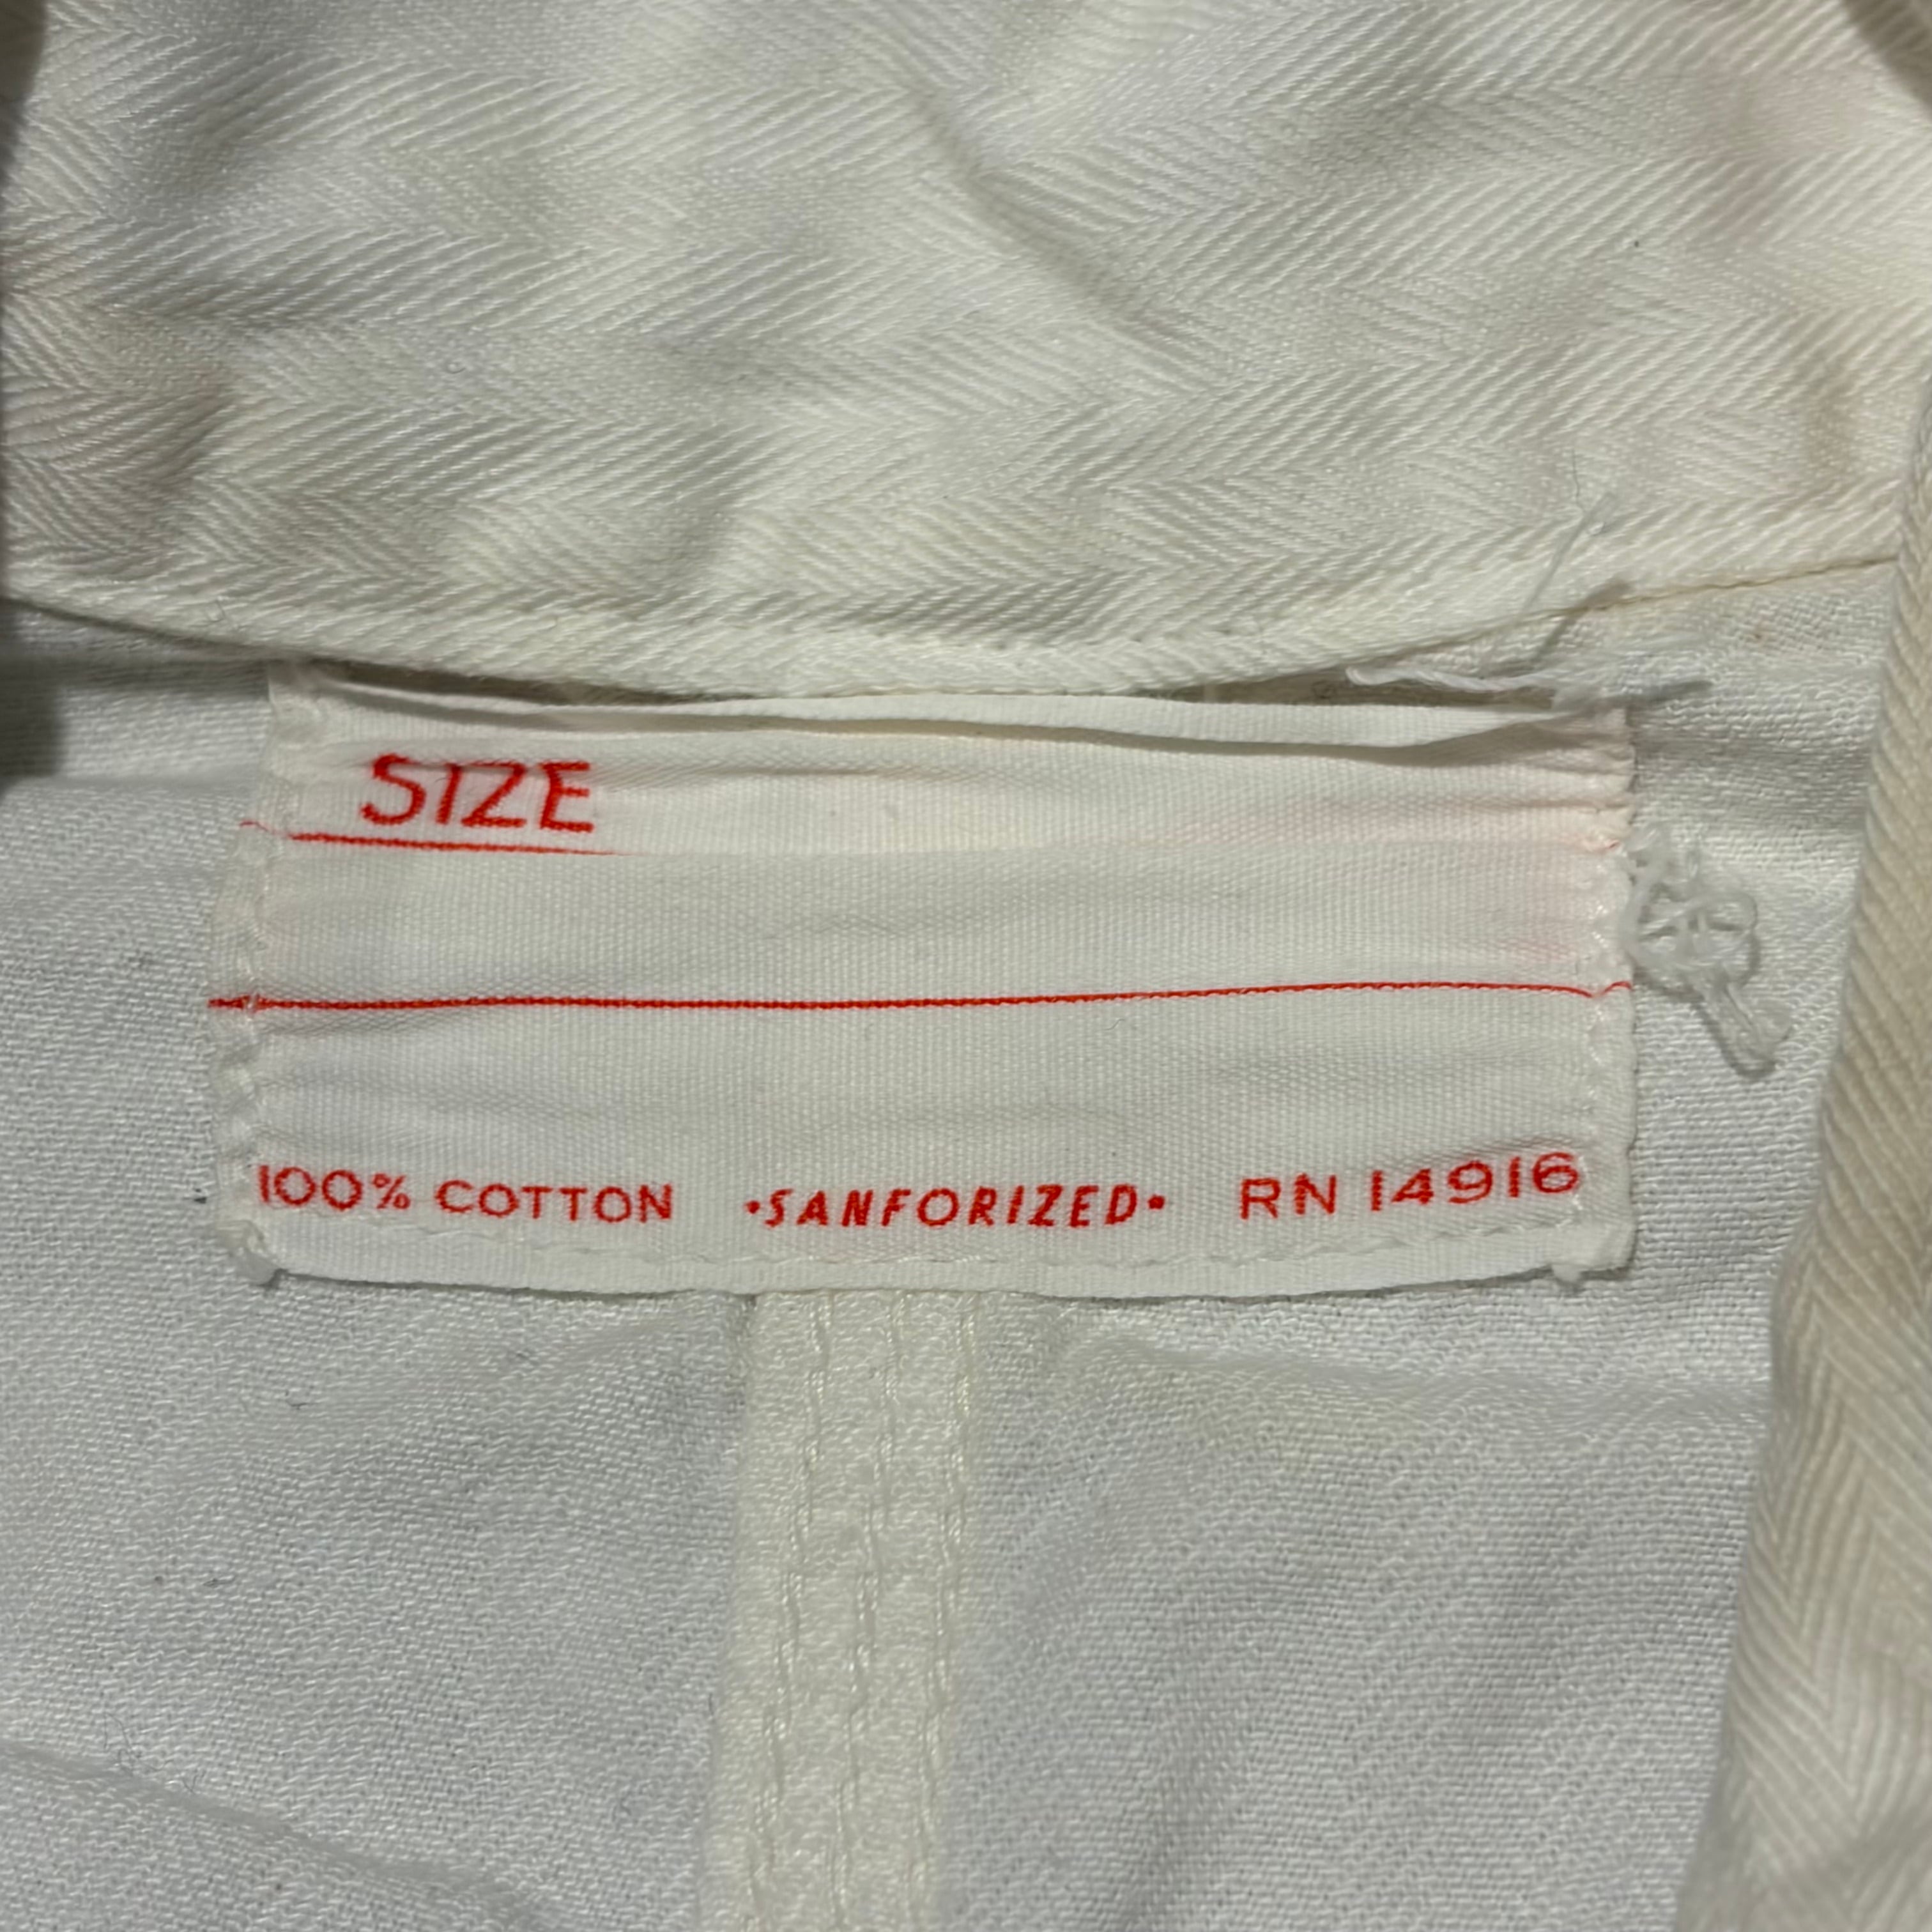 SIZE
100% COTTON •SANFORIZED• RN 14916